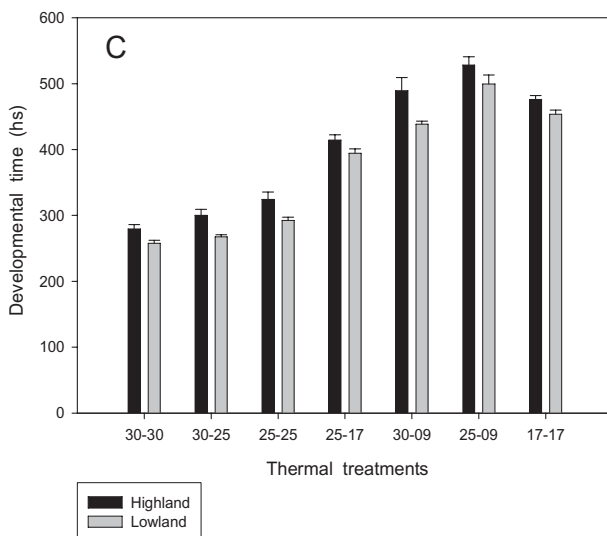 C
Developmental time (hs)
600
500
400
300
200
100
0
30-30 30-25 25-25 25-17 30-09 25-09 17-17
Thermal treatments
Highland
Lowland